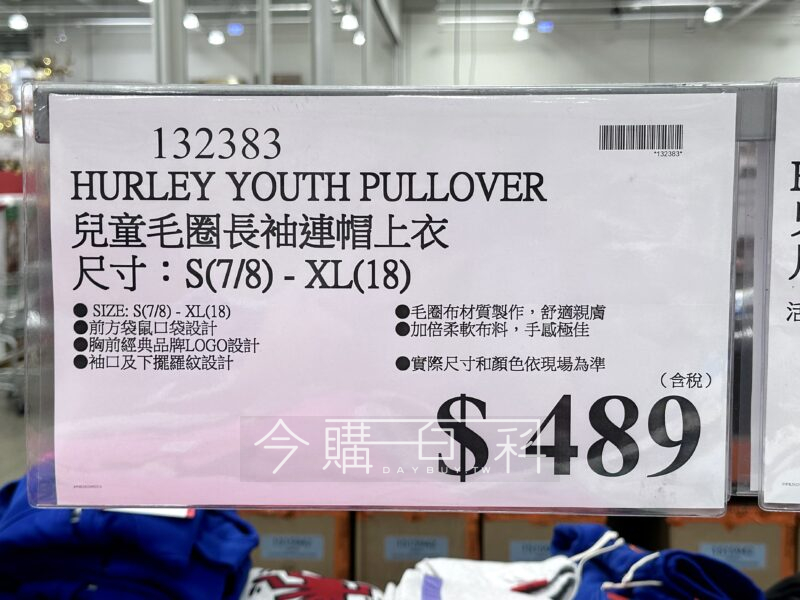 132383
*132383*
HURLEY YOUTH PULLOVER
兒童毛圈長袖連帽上衣
尺寸：S(7/8) - XL(18)
● SIZE: S(7/8) - XL(18)
●前方袋鼠口袋設計
●胸前經典品牌LOGO設計
●袖口及下擺羅紋設計
●毛圈布材質製作，舒適親膚
●加倍柔軟布料，手感極佳
●實際尺寸和顏色依現場為準
（含稅）
$ 489
今購百科
DAYBUY.TW